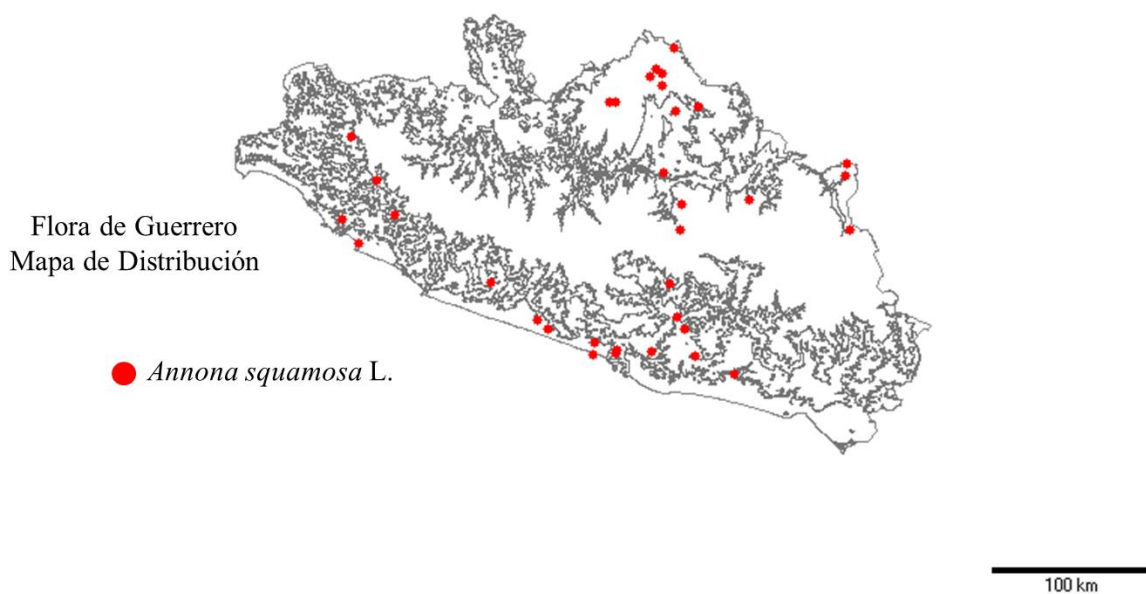 Flora de Guerrero
Mapa de Distribución
Annona squamosa L.
100 km